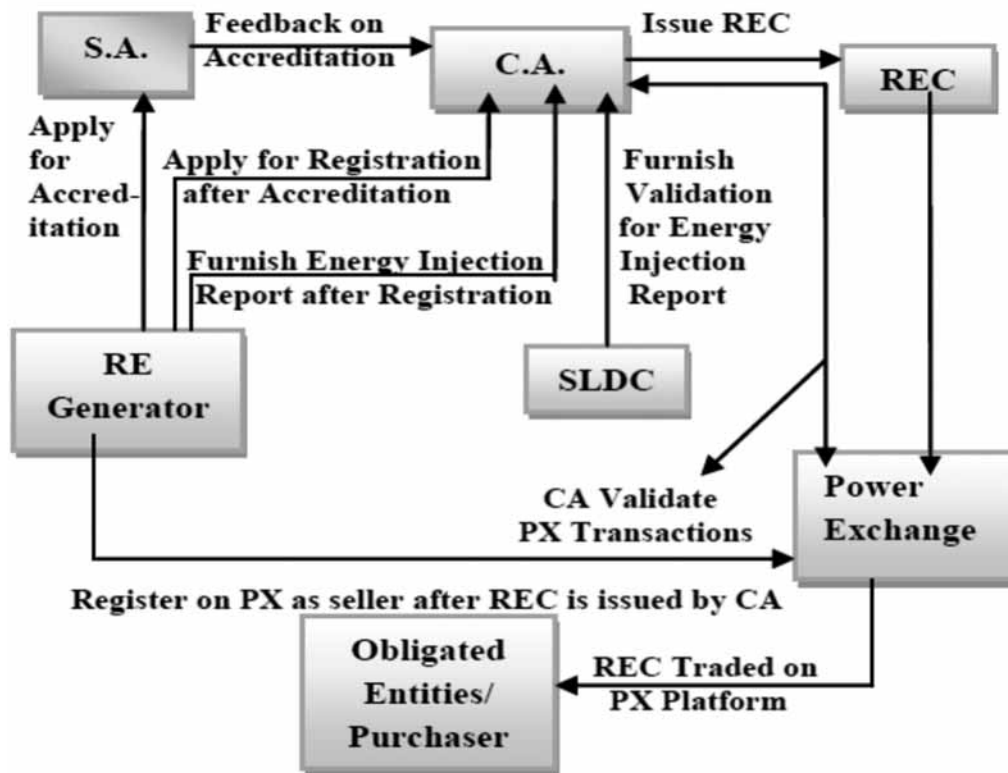 S.A.
Feedback on
Accreditation
C.A.
Issue REC
REC
Apply
for
Accred-
itation
Apply for Registration
after Accreditation
Furnish Energy Injection
Report after Registration
Furnish
Validation
for Energy
Injection
Report
RE
Generator
SLDC
CA Validate
PX Transactions
Power
Exchange
Register on PX as seller after REC is issued by CA
Obligated
Entities/
Purchaser
REC Traded on
PX Platform